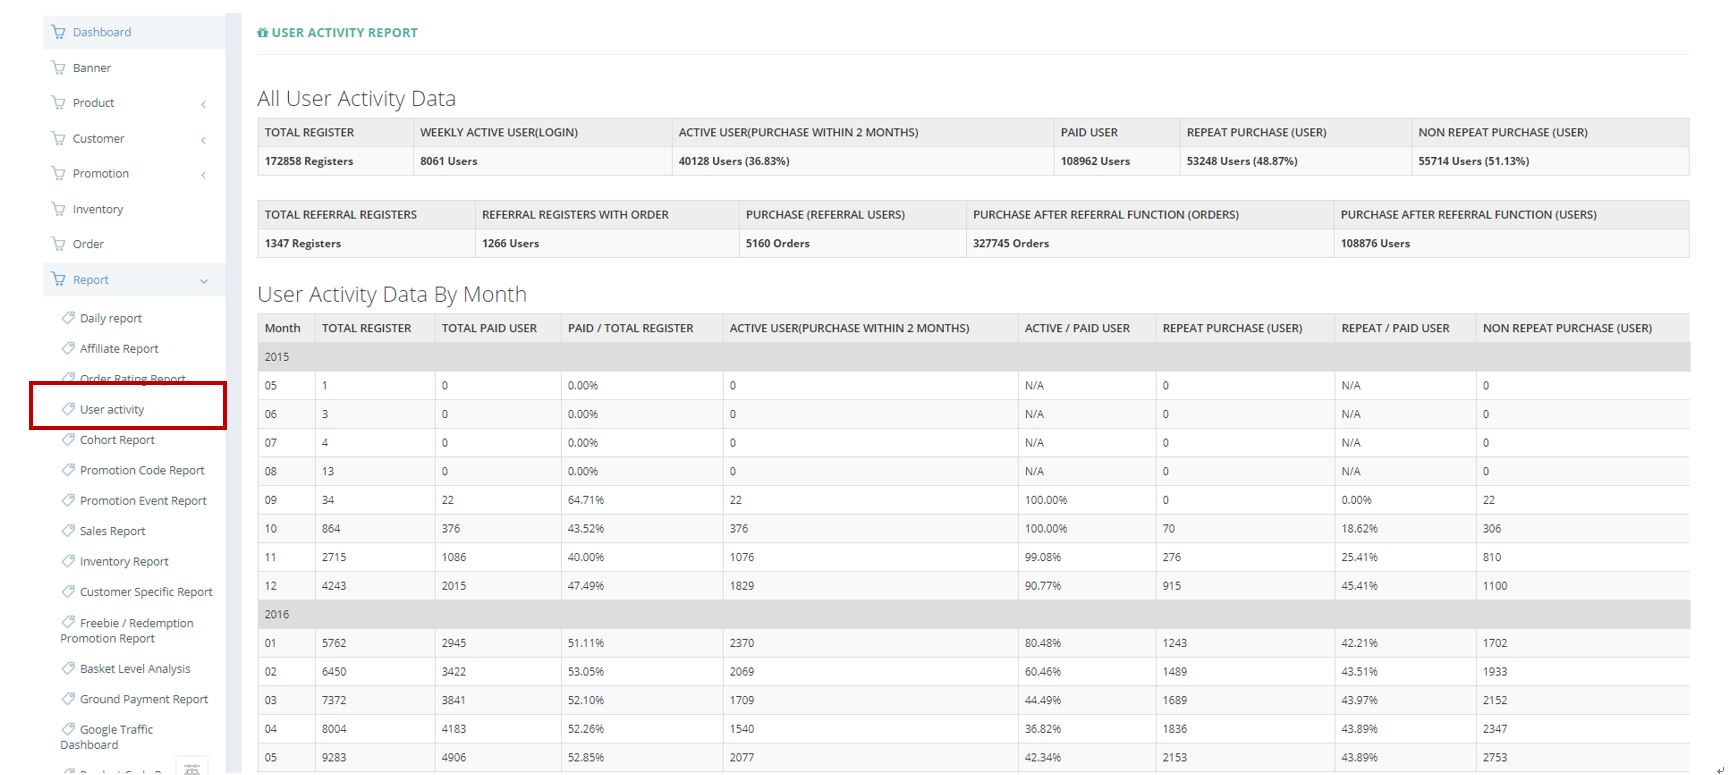 Dashboard
Banner
Product
Customer
Promotion
Inventory
Order
Report
Daily report
Affiliate Report
Order Rating Report
User activity
Cohort Report
Promotion Code Report
Promotion Event Report
Sales Report
Inventory Report
Customer Specific Report
Freebie / Redemption
Promotion Report
Basket Level Analysis
Ground Payment Report
Google Traffic
Dashboard
USER ACTIVITY REPORT
All User Activity Data
TOTAL REGISTER WEEKLY ACTIVE USER(LOGIN) ACTIVE USER(PURCHASE WITHIN 2 MONTHS) PAID USER REPEAT PURCHASE (USER) NON REPEAT PURCHASE (USER)
172858 Registers 8061 Users 40128 Users (36.83%) 108962 Users 53248 Users (48.87%) 55714 Users (51.13%)
TOTAL REFERRAL REGISTERS REFERRAL REGISTERS WITH ORDER PURCHASE (REFERRAL USERS) PURCHASE AFTER REFERRAL FUNCTION (ORDERS) PURCHASE AFTER REFERRAL FUNCTION (USERS)
1347 Registers 1266 Users 5160 Orders 327745 Orders 108876 Users
User Activity Data By Month
Month TOTAL REGISTER TOTAL PAID USER PAID / TOTAL REGISTER ACTIVE USER(PURCHASE WITHIN 2 MONTHS) ACTIVE / PAID USER REPEAT PURCHASE (USER) REPEAT / PAID USER NON REPEAT PURCHASE (USER)
2015
05 1 0 0.00% 0 N/A 0 N/A 0
06 3 0 0.00% 0 N/A 0 N/A 0
07 4 0 0.00% 0 N/A 0 N/A 0
08 13 0 0.00% 0 N/A 0 N/A 0
09 34 22 64.71% 22 100.00% 0 0.00% 22
10 864 376 43.52% 376 100.00% 70 18.62% 306
11 2715 1086 40.00% 1076 99.08% 276 25.41% 810
12 4243 2015 47.49% 1829 90.77% 915 45.41% 1100
2016
01 5762 2945 51.11% 2370 80.48% 1243 42.21% 1702
02 6450 3422 53.05% 2069 60.46% 1489 43.51% 1933
03 7372 3841 52.10% 1709 44.49% 1689 43.97% 2152
04 8004 4183 52.26% 1540 36.82% 1836 43.89% 2347
05 9283 4906 52.85% 2077 42.34% 2153 43.89% 2753